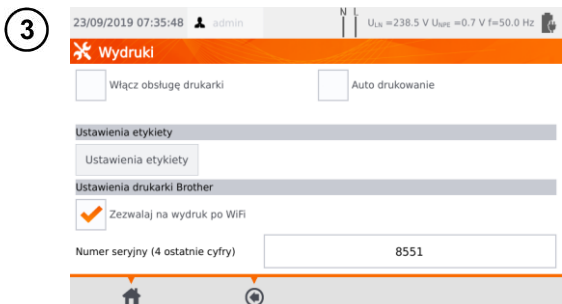 3
23/09/2019 07:35:48 admin N L ULN =238.5 V UNPE =0.7 V f=50.0 Hz
Wydruki
Włącz obsługę drukarki Auto drukowanie
Ustawienia etykiety
Ustawienia etykiety
Ustawienia drukarki Brother
Zezwalaj na wydruk po WiFi
Numer seryjny (4 ostatnie cyfry) 8551